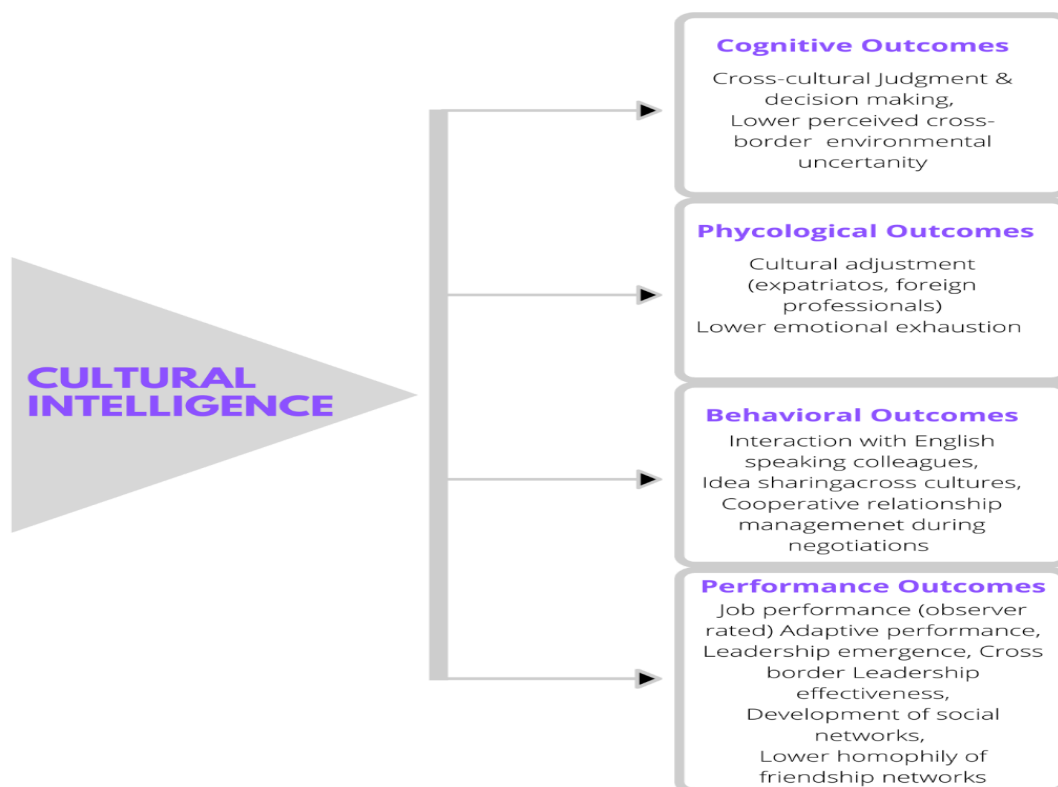 CULTURAL
INTELLIGENCE
Cognitive Outcomes
Cross-cultural Judgment &
decision making,
Lower perceived cross-
border environmental
uncertanity
Phycological Outcomes
Cultural adjustment
(expatriatos, foreign
professionals)
Lower emotional exhaustion
Behavioral Outcomes
Interaction with English
speaking colleagues,
Idea sharingacross cultures,
Cooperative relationship
managemenet during
negotiations
Performance Outcomes
Job performance (observer
rated) Adaptive performance,
Leadership emergence, Cross
border Leadership
effectiveness,
Development of social
networks,
Lower homophily of
friendship networks